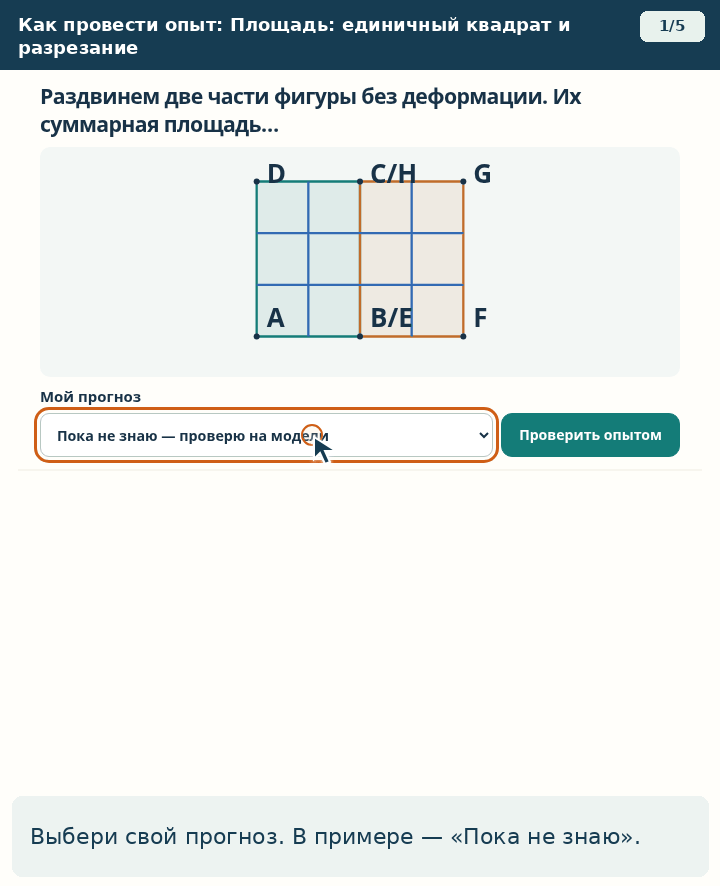 Как провести опыт: Площадь: единичный квадрат и
разрезание
1/5
Раздвинем две части фигуры без деформации. Их
суммарная площадь...
D
C/H
G
A
B/E
F
Мой прогноз
Пока не знаю — проверю на модели
Проверить опытом
Выбери свой прогноз. В примере — «Пока не знаю».